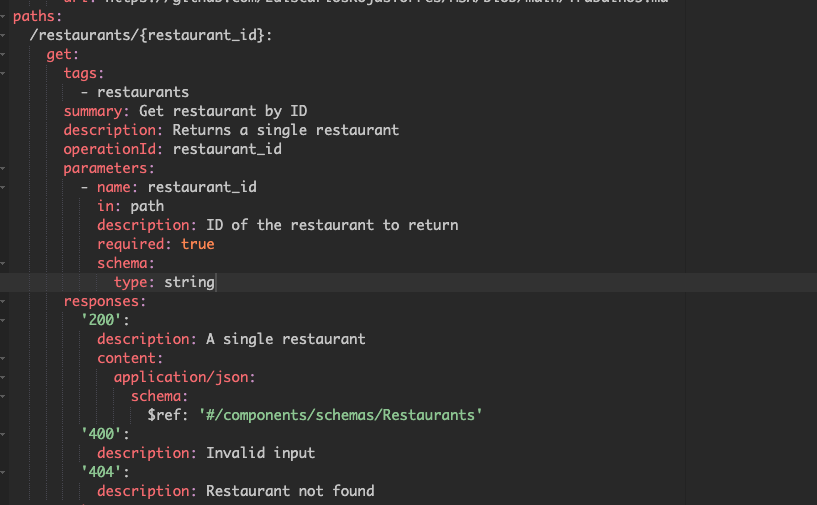 paths:
/restaurants/{restaurant_id}:
get:
tags:
- restaurants
summary: Get restaurant by ID
description: Returns a single restaurant
operationId: restaurant_id
parameters:
- name: restaurant_id
in: path
description: ID of the restaurant to return
required: true
schema:
type: string
responses:
'200':
description: A single restaurant
content:
application/json:
schema:
$ref: '#/components/schemas/Restaurants'
'400':
description: Invalid input
'404':
description: Restaurant not found